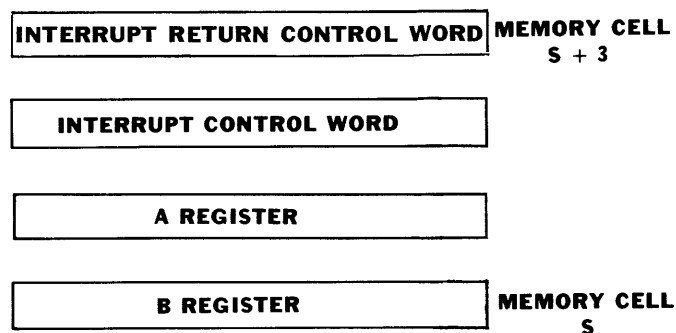 INTERRUPT RETURN CONTROL WORD MEMORY CELL
S + 3
INTERRUPT CONTROL WORD
A REGISTER
B REGISTER MEMORY CELL
S